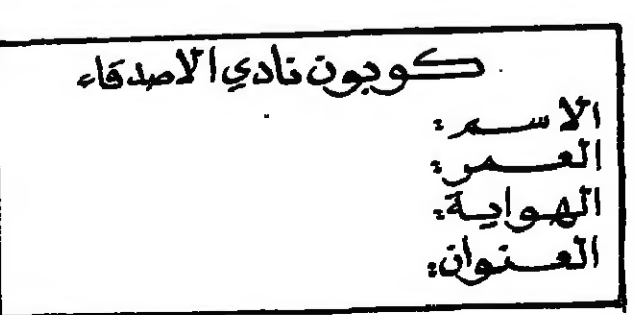 كوبون نادي الاصدقاء
الاسم:
العمر:
الهواية:
العنوان: